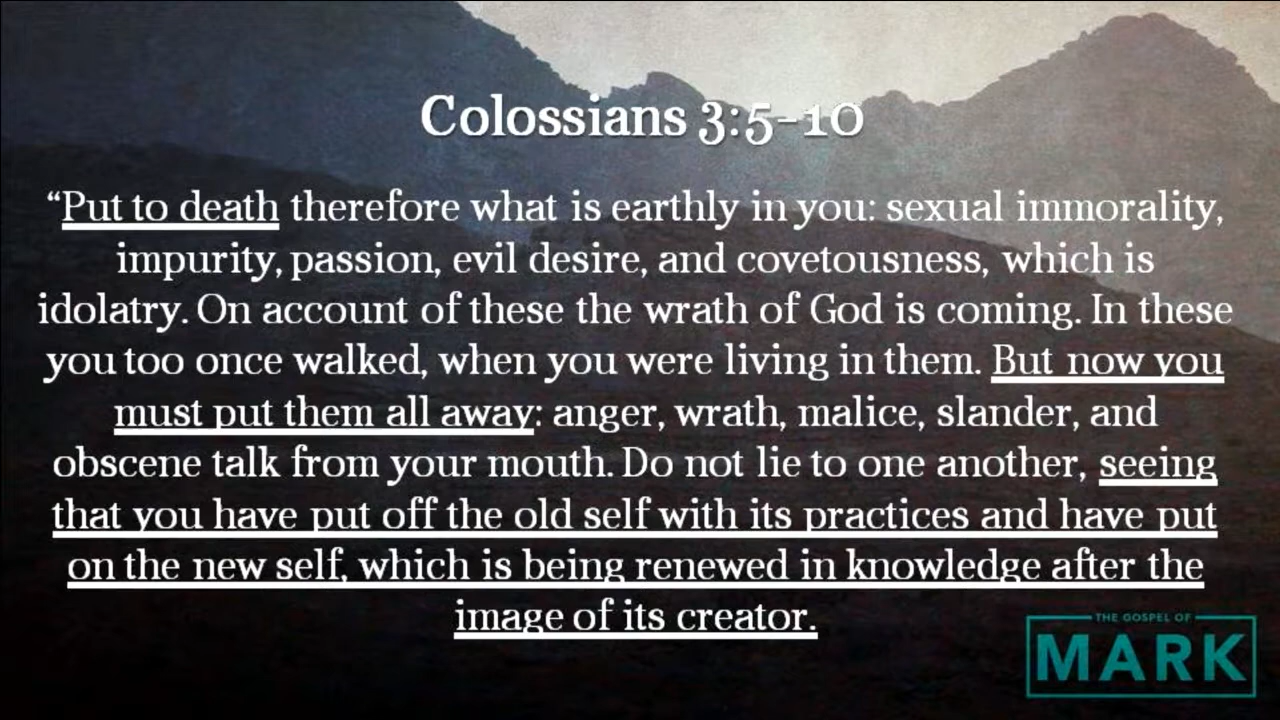 Colossians 3:5-10
“Put to death therefore what is earthly in you: sexual immorality,
impurity, passion, evil desire, and covetousness, which is
idolatry. On account of these the wrath of God is coming. In these
you too once walked, when you were living in them. But now you
must put them all away: anger, wrath, malice, slander, and
obscene talk from your mouth. Do not lie to one another, seeing
that you have put off the old self with its practices and have put
on the new self, which is being renewed in knowledge after the
image of its creator.
THE GOSPEL OF
MARK